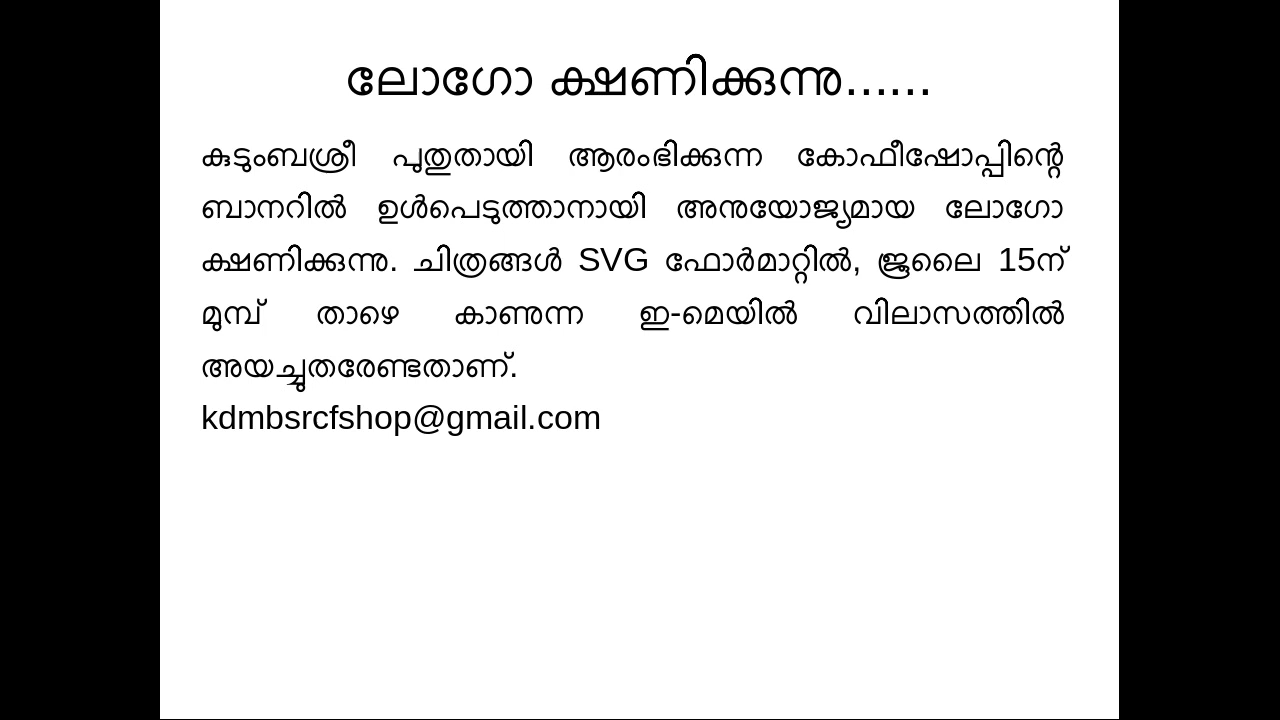 ലോഗോ ക്ഷണിക്കുന്നു......
കുടുംബശ്രീ പുതുതായി ആരംഭിക്കുന്ന കോഫീഷോപ്പിന്റെ
ബാനറിൽ ഉൾപെടുത്താനായി അനുയോജ്യമായ ലോഗോ
ക്ഷണിക്കുന്നു. ചിത്രങ്ങൾ SVG ഫോർമാറ്റിൽ, ജൂലൈ 15ന്
മുമ്പ് താഴെ കാണുന്ന ഇ-മെയിൽ വിലാസത്തിൽ
അയച്ചുതരേണ്ടതാണ്.
kdmbsrcfshop@gmail.com